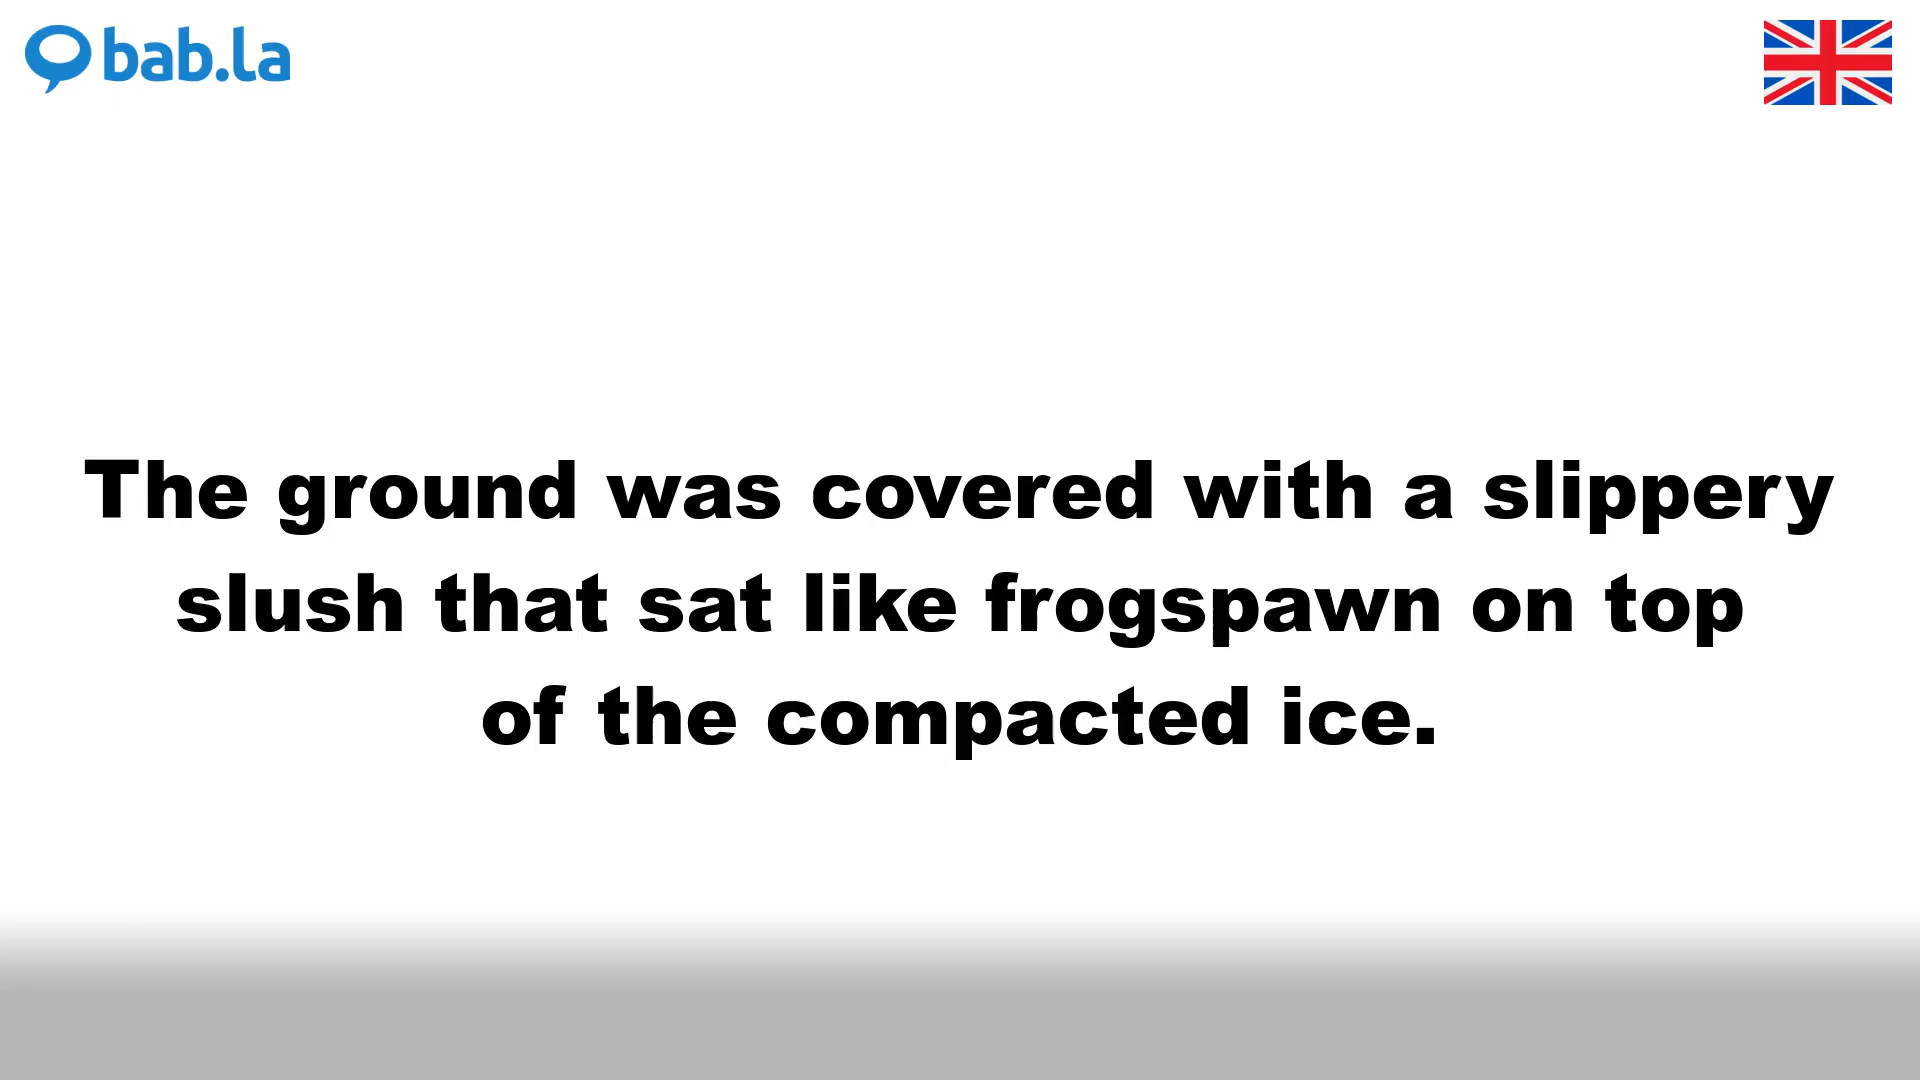 bab.la
The ground was covered with a slippery
slush that sat like frogspawn on top
of the compacted ice.